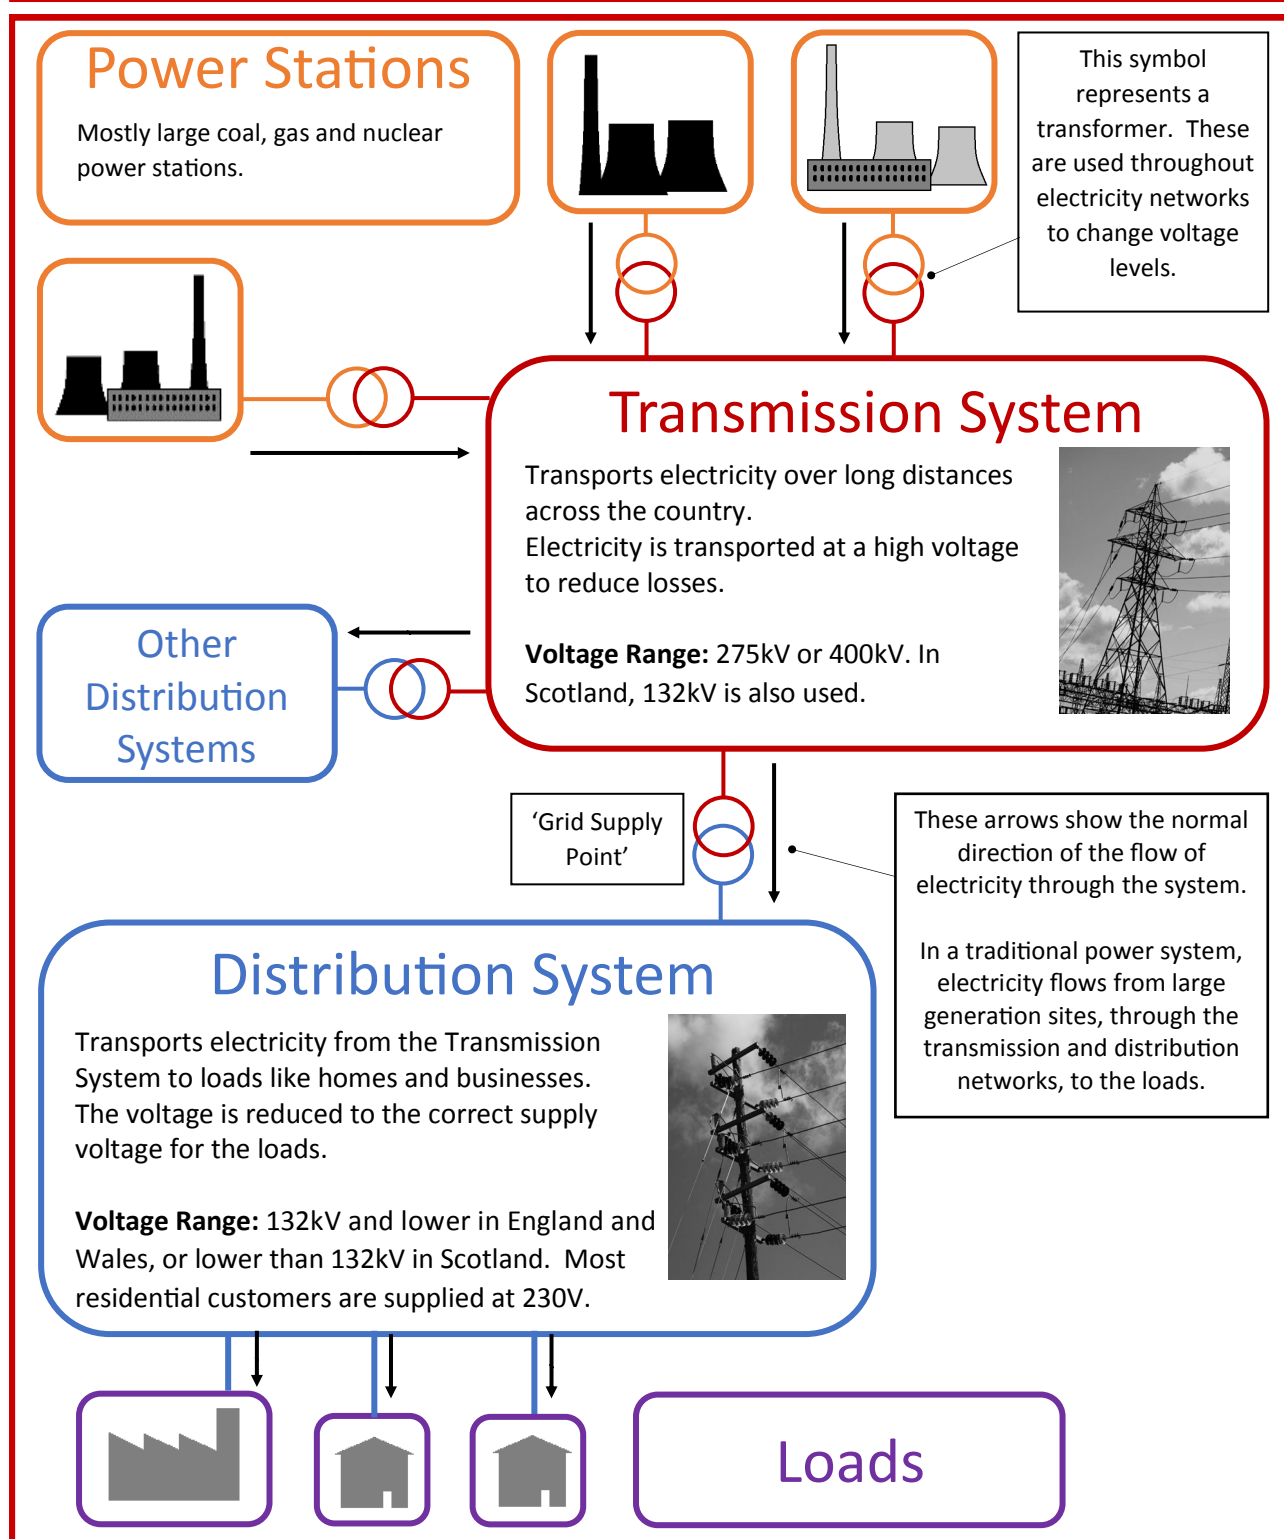 Power Stations
Mostly large coal, gas and nuclear
power stations.
This symbol
represents a
transformer.  These
are used throughout
electricity networks
to change voltage
levels.
Transmission System
Transports electricity over long distances
across the country.
Electricity is transported at a high voltage
to reduce losses.
Voltage Range: 275kV or 400kV. In
Scotland, 132kV is also used.
Other
Distribution
Systems
‘Grid Supply
Point’
These arrows show the normal
direction of the flow of
electricity through the system.
In a traditional power system,
electricity flows from large
generation sites, through the
transmission and distribution
networks, to the loads.
Distribution System
Transports electricity from the Transmission
System to loads like homes and businesses.
The voltage is reduced to the correct supply
voltage for the loads.
Voltage Range: 132kV and lower in England and
Wales, or lower than 132kV in Scotland.  Most
residential customers are supplied at 230V.
Loads